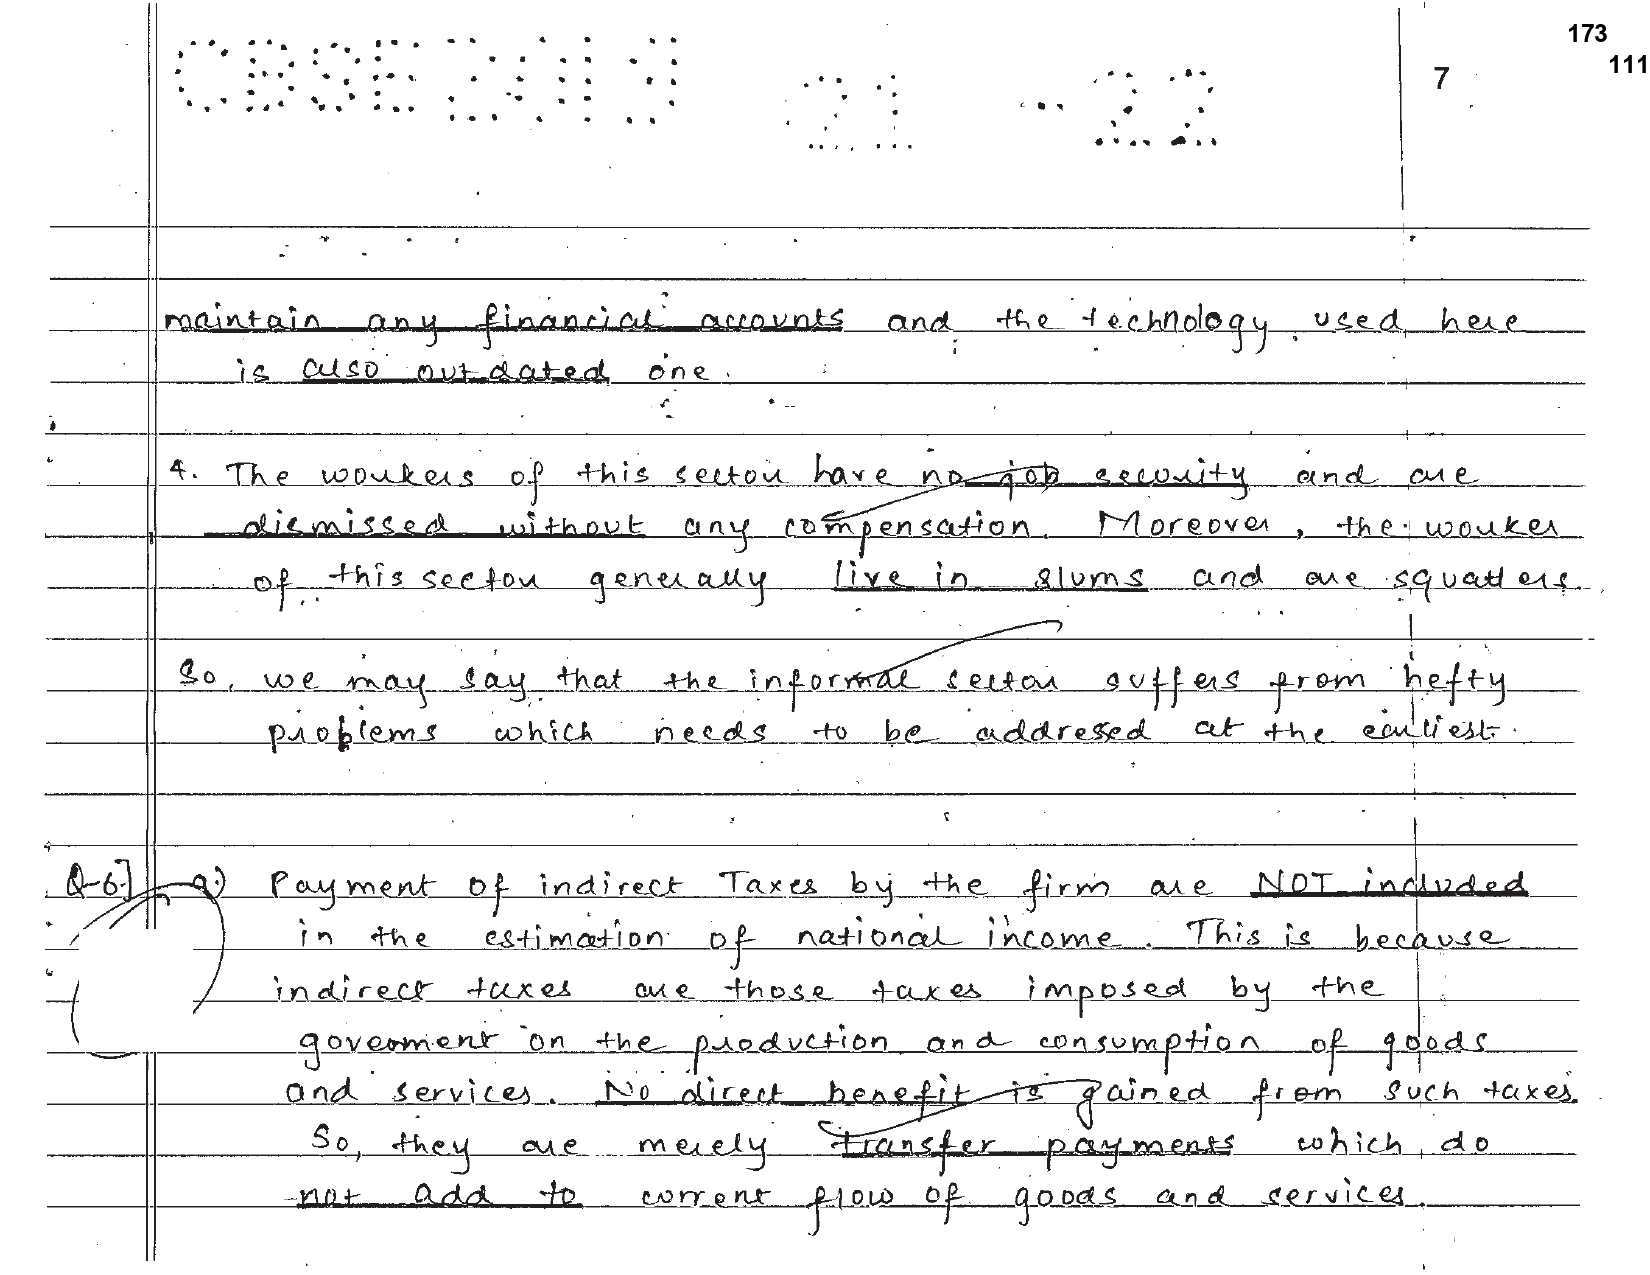 173
111
7
CBSE 2019 21 - 22
maintain any financial accounts and the technology used here
is also outdated one.
4. The workers of this sector have no job security and are
dismissed without any compensation. Moreover, the worker
of this sector generally live in slums and are squatters.
So, we may say that the informal sector suffers from hefty
problems which needs to be addresed at the earliest.
Q-6.] a.) Payment of indirect Taxes by the firm are NOT included
in the estimation of national income. This is because
indirect taxes are those taxes imposed by the
goverment on the production and consumption of goods
and services. No direct benefit is gained from such taxes.
So, they are merely transfer payments which do
not add to current flow of goods and services.